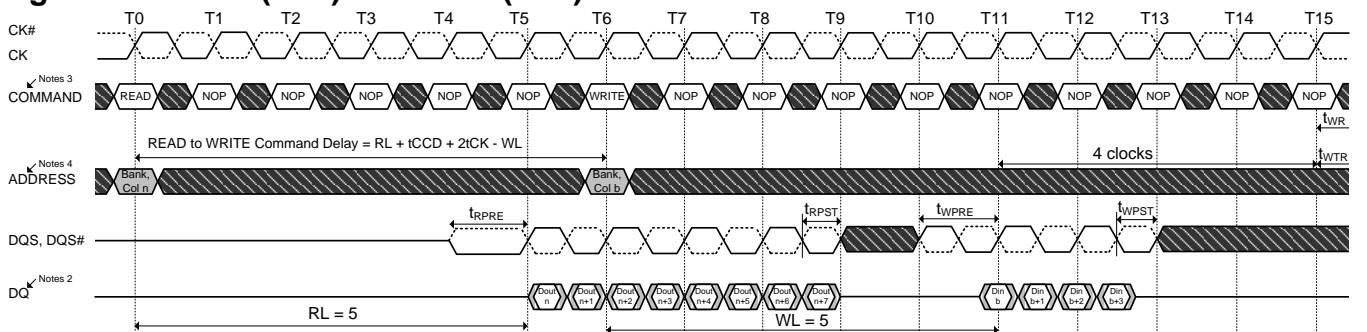 T0 T1 T2 T3 T4 T5 T6 T7 T8 T9 T10 T11 T12 T13 T14 T15
CK#
CK
Notes 3
COMMAND READ NOP NOP NOP NOP NOP WRITE NOP NOP NOP NOP NOP NOP NOP NOP NOP
tWR
READ to WRITE Command Delay = RL + tCCD + 2tCK - WL
4 clocks
tWTR
Notes 4
ADDRESS
Bank, Col n
Bank, Col b
tRPRE tRPST tWPRE tWPST
DQS, DQS#
Notes 2
DQ
Dout n
Dout n+1
Dout n+2
Dout n+3
Dout n+4
Dout n+5
Dout n+6
Dout n+7
Din b
Din b+1
Din b+2
Din b+3
RL = 5
WL = 5